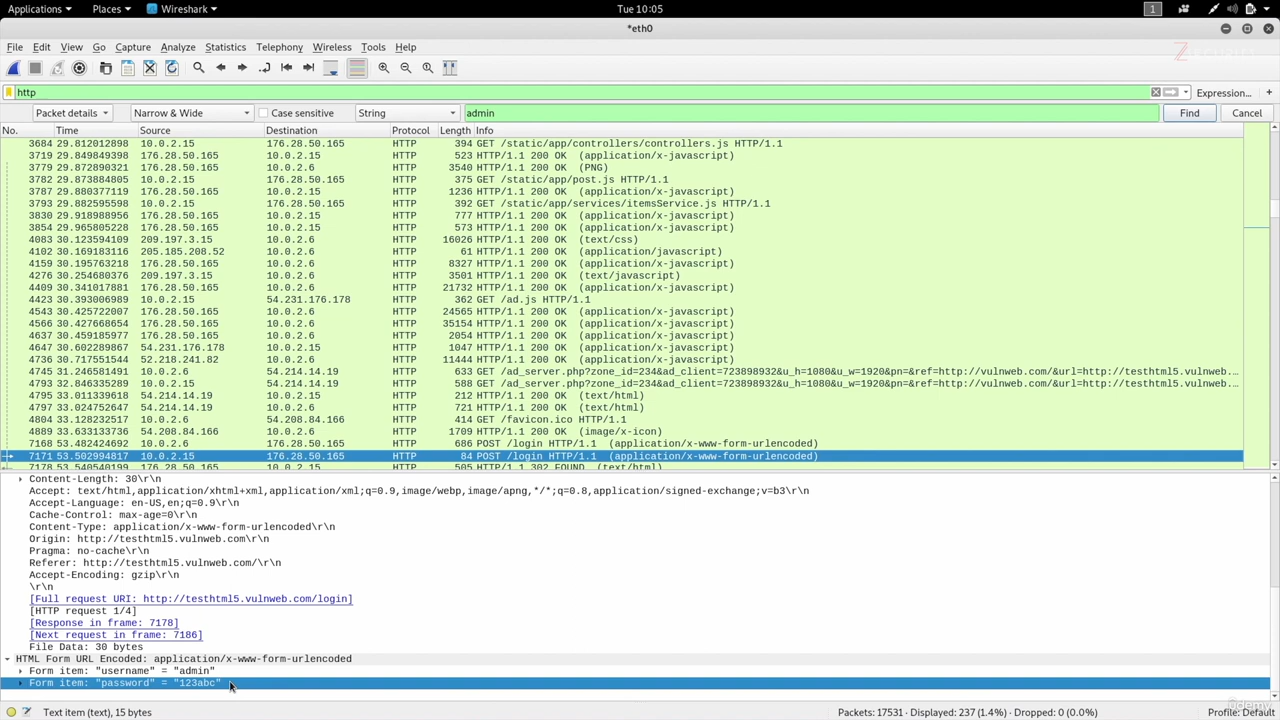 Applications Places Wireshark Tue 10:05 1
*eth0
File Edit View Go Capture Analyze Statistics Telephony Wireless Tools Help
http Expression... +
Packet details Narrow & Wide Case sensitive String admin Find Cancel
No. Time Source Destination Protocol Length Info
3684 29.812012898 10.0.2.15 176.28.50.165 HTTP 394 GET /static/app/controllers/controllers.js HTTP/1.1
3719 29.849849398 176.28.50.165 10.0.2.15 HTTP 523 HTTP/1.1 200 OK (application/x-javascript)
3779 29.872890321 176.28.50.165 10.0.2.6 HTTP 3540 HTTP/1.1 200 OK (PNG)
3782 29.873884805 10.0.2.15 176.28.50.165 HTTP 375 GET /static/app/post.js HTTP/1.1
3787 29.880377119 176.28.50.165 10.0.2.15 HTTP 1236 HTTP/1.1 200 OK (application/x-javascript)
3793 29.882595598 10.0.2.15 176.28.50.165 HTTP 392 GET /static/app/services/itemsService.js HTTP/1.1
3830 29.918988956 176.28.50.165 10.0.2.15 HTTP 777 HTTP/1.1 200 OK (application/x-javascript)
3854 29.965805228 176.28.50.165 10.0.2.15 HTTP 573 HTTP/1.1 200 OK (application/x-javascript)
4083 30.123594109 209.197.3.15 10.0.2.6 HTTP 16026 HTTP/1.1 200 OK (text/css)
4102 30.169183116 205.185.208.52 10.0.2.6 HTTP 61 HTTP/1.1 200 OK (application/javascript)
4159 30.195763218 176.28.50.165 10.0.2.6 HTTP 8327 HTTP/1.1 200 OK (application/x-javascript)
4276 30.254680376 209.197.3.15 10.0.2.6 HTTP 3501 HTTP/1.1 200 OK (text/javascript)
4400 30.341017881 176.28.50.165 10.0.2.6 HTTP 21732 HTTP/1.1 200 OK (application/x-javascript)
4423 30.393006989 10.0.2.15 54.231.176.178 HTTP 362 GET /ad.js HTTP/1.1
4543 30.425722007 176.28.50.165 10.0.2.6 HTTP 24565 HTTP/1.1 200 OK (application/x-javascript)
4566 30.427668654 176.28.50.165 10.0.2.6 HTTP 35154 HTTP/1.1 200 OK (application/x-javascript)
4637 30.459185977 176.28.50.165 10.0.2.6 HTTP 2054 HTTP/1.1 200 OK (application/x-javascript)
4647 30.602289867 54.231.176.178 10.0.2.15 HTTP 1047 HTTP/1.1 200 OK (application/x-javascript)
4736 30.717551544 52.218.241.82 10.0.2.6 HTTP 11444 HTTP/1.1 200 OK (application/x-javascript)
4745 31.246581491 10.0.2.6 54.214.14.19 HTTP 633 GET /ad_server.php?zone_id=234&ad_client=723898932&u_h=1080&u_w=1920&pn=&ref=http://vulnweb.com/&url=http://testhtml5.vulnweb....
4793 32.846335289 10.0.2.15 54.214.14.19 HTTP 588 GET /ad_server.php?zone_id=234&ad_client=723898932&u_h=1080&u_w=1920&pn=&ref=http://vulnweb.com/&url=http://testhtml5.vulnweb....
4795 33.011339618 54.214.14.19 10.0.2.15 HTTP 212 HTTP/1.1 200 OK (text/html)
4797 33.024752647 54.214.14.19 10.0.2.6 HTTP 721 HTTP/1.1 200 OK (text/html)
4804 33.128232517 10.0.2.6 54.208.84.166 HTTP 414 GET /favicon.ico HTTP/1.1
4889 33.633133736 54.208.84.166 10.0.2.6 HTTP 1709 HTTP/1.1 200 OK (image/x-icon)
7168 53.482424692 10.0.2.6 176.28.50.165 HTTP 686 POST /login HTTP/1.1 (application/x-www-form-urlencoded)
7171 53.502994817 10.0.2.15 176.28.50.165 HTTP 84 POST /login HTTP/1.1 (application/x-www-form-urlencoded)
7178 53.540540199 176.28.50.165 10.0.2.15 HTTP 505 HTTP/1.1 302 FOUND (text/html)
Content-Length: 30\r\n
Accept: text/html,application/xhtml+xml,application/xml;q=0.9,image/webp,image/apng,*/*;q=0.8,application/signed-exchange;v=b3\r\n
Accept-Language: en-US,en;q=0.9\r\n
Cache-Control: max-age=0\r\n
Content-Type: application/x-www-form-urlencoded\r\n
Origin: http://testhtml5.vulnweb.com\r\n
Pragma: no-cache\r\n
Referer: http://testhtml5.vulnweb.com/\r\n
Accept-Encoding: gzip\r\n
\r\n
[Full request URI: http://testhtml5.vulnweb.com/login]
[HTTP request 1/4]
[Response in frame: 7178]
[Next request in frame: 7186]
File Data: 30 bytes
HTML Form URL Encoded: application/x-www-form-urlencoded
Form item: "username" = "admin"
Form item: "password" = "123abc"
Text item (text), 15 bytes Packets: 17531 · Displayed: 237 (1.4%) · Dropped: 0 (0.0%) Profile: Default
ûdemy